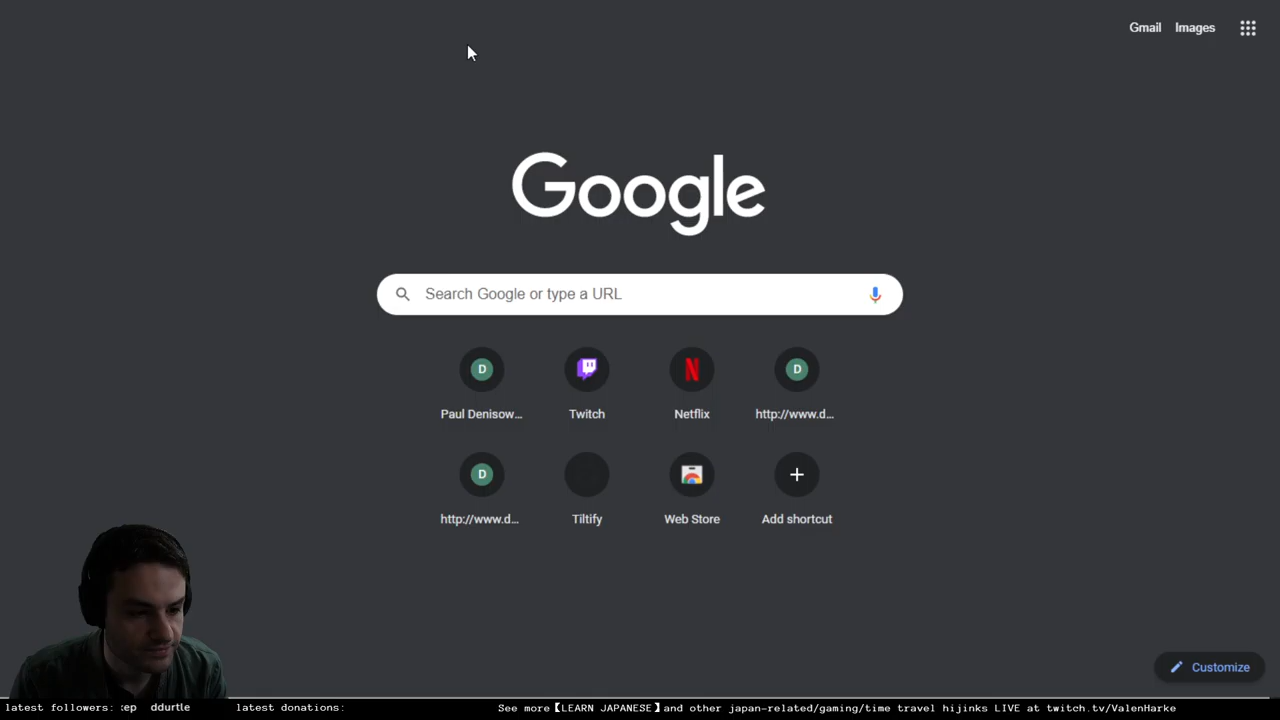 Gmail Images
Google
Search Google or type a URL
D
D
Paul Denisow... Twitch Netflix http://www.d...
D
http://www.d... Tiltify Web Store Add shortcut
Customize
latest followers: :ep ddurtle latest donations: See more【LEARN JAPANESE】and other japan-related/gaming/time travel hijinks LIVE at twitch.tv/ValenHarke